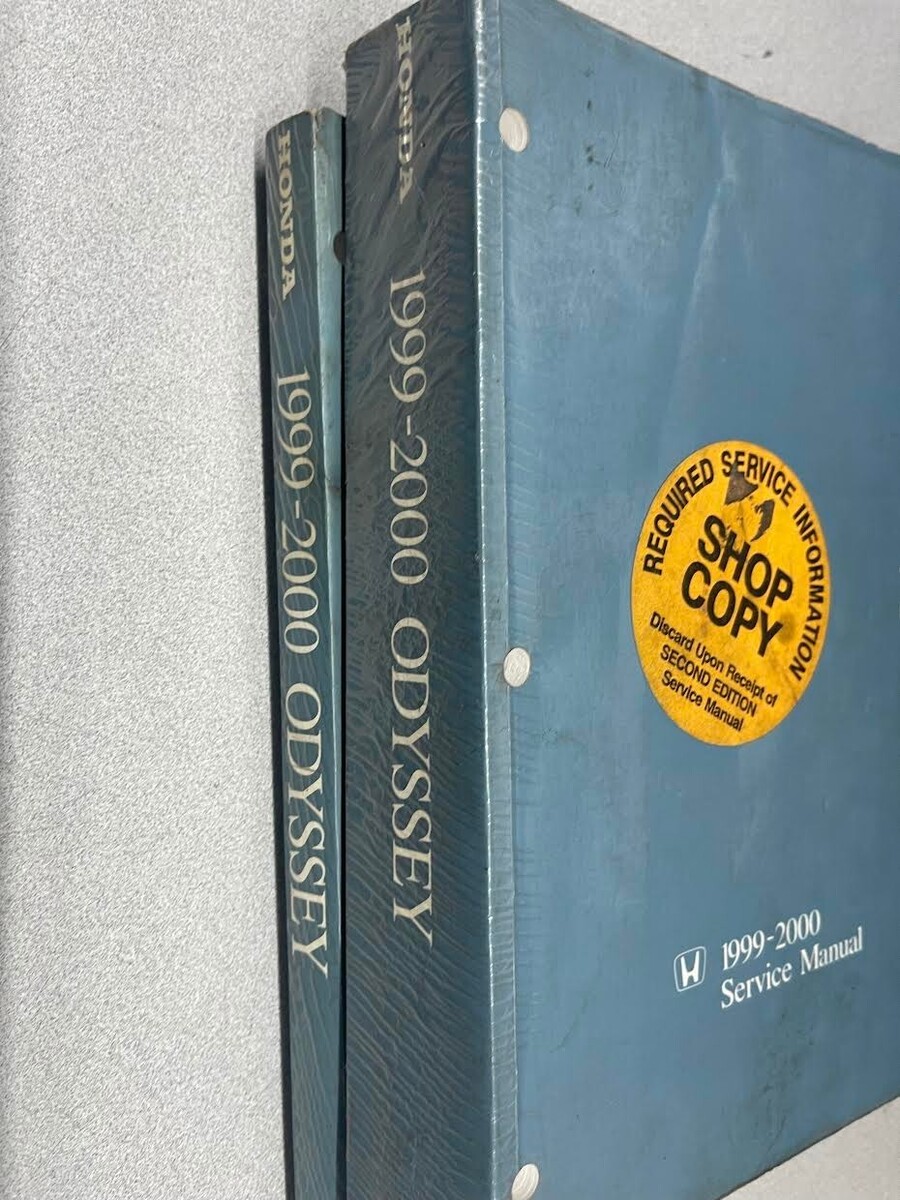 HONDA 1999-2000 ODYSSEY
HONDA 1999-2000 ODYSSEY
REQUIRED SERVICE INFORMATION
SHOP
COPY
Discard Upon Receipt of
SECOND EDITION
Service Manual
1999-2000
Service Manual